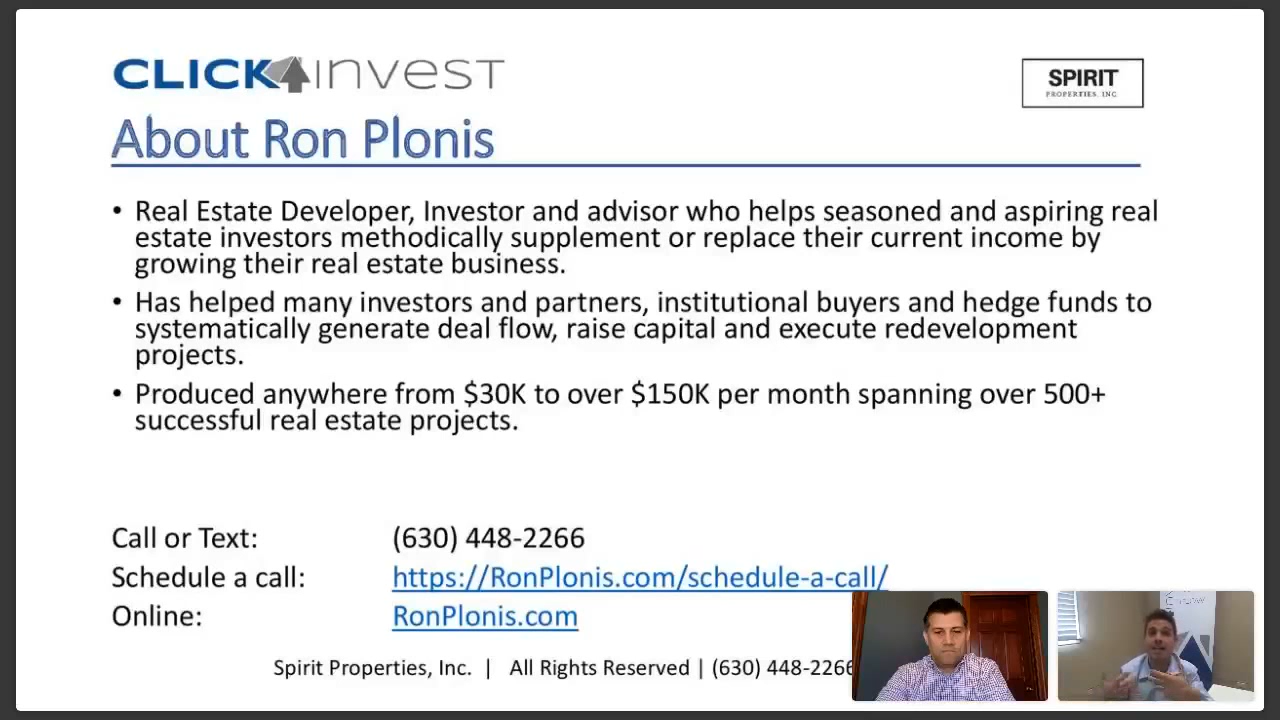 CLICK INVEST
SPIRIT
PROPERTIES, INC
About Ron Plonis
• Real Estate Developer, Investor and advisor who helps seasoned and aspiring real
estate investors methodically supplement or replace their current income by
growing their real estate business.
• Has helped many investors and partners, institutional buyers and hedge funds to
systematically generate deal flow, raise capital and execute redevelopment
projects.
• Produced anywhere from $30K to over $150K per month spanning over 500+
successful real estate projects.
Call or Text: (630) 448-2266
Schedule a call: https://RonPlonis.com/schedule-a-call/
Online: RonPlonis.com
Spirit Properties, Inc. | All Rights Reserved | (630) 448-2266